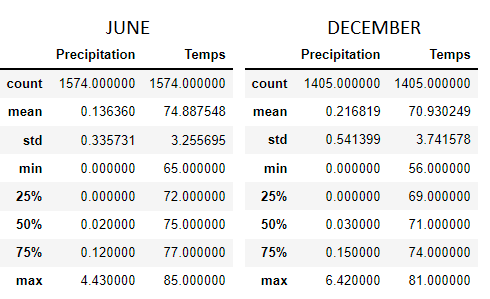 JUNE DECEMBER
Precipitation Temps Precipitation Temps
count 1574.000000 1574.000000 count 1405.000000 1405.000000
mean 0.136360 74.887548 mean 0.216819 70.930249
std 0.335731 3.255695 std 0.541399 3.741578
min 0.000000 65.000000 min 0.000000 56.000000
25% 0.000000 72.000000 25% 0.000000 69.000000
50% 0.020000 75.000000 50% 0.030000 71.000000
75% 0.120000 77.000000 75% 0.150000 74.000000
max 4.430000 85.000000 max 6.420000 81.000000